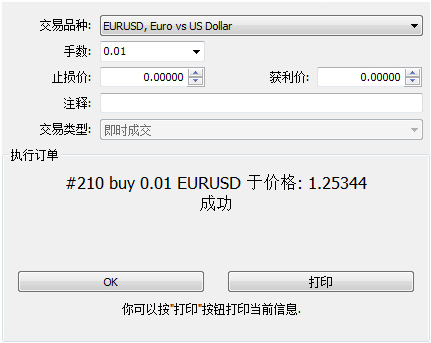 交易品种: EURUSD, Euro vs US Dollar
手数: 0.01
止损价: 0.00000 获利价: 0.00000
注释:
交易类型: 即时成交
执行订单
#210 buy 0.01 EURUSD 于价格: 1.25344
成功
OK 打印
你可以按"打印"按钮打印当前信息.